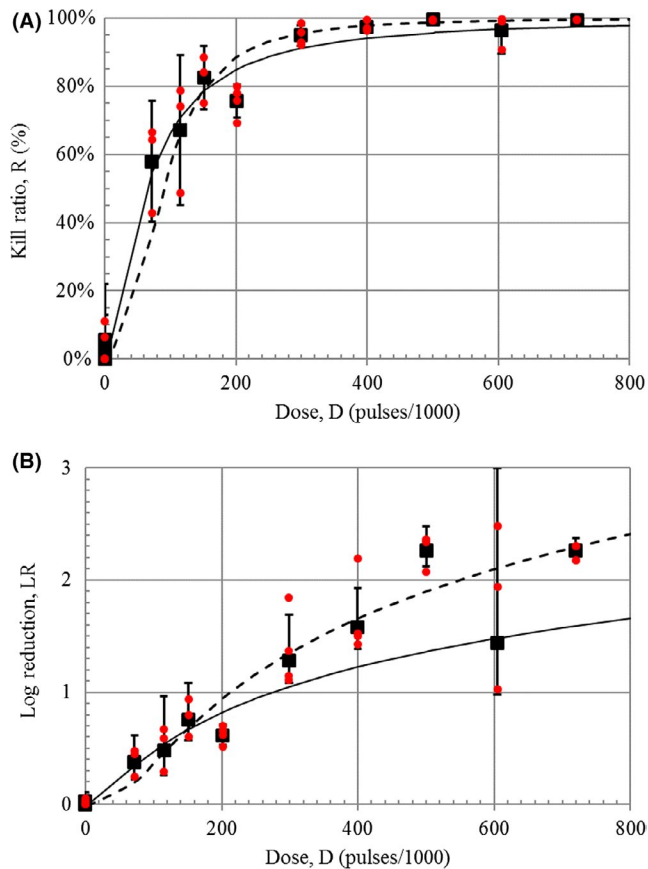 (A)
100%
80%
60%
40%
20%
0%
Kill ratio, R (%)
0 200 400 600 800
Dose, D (pulses/1000)
(B)
3
2
1
0
Log reduction, LR
0 200 400 600 800
Dose, D (pulses/1000)